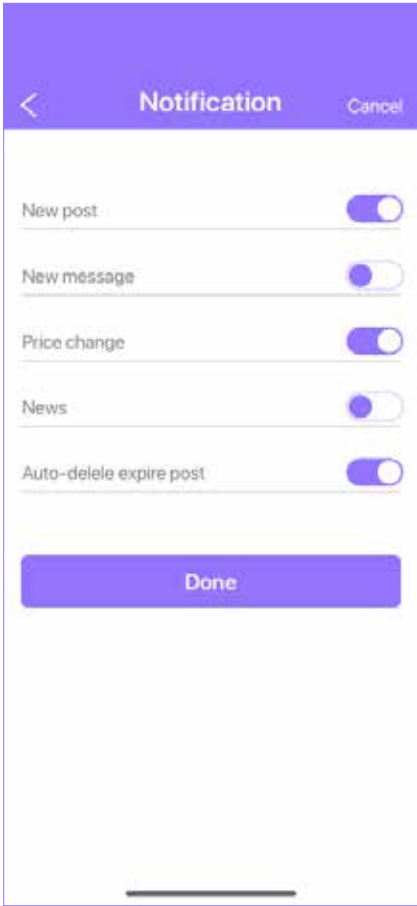 Notification
Cancel
New post
New message
Price change
News
Auto-delele expire post
Done